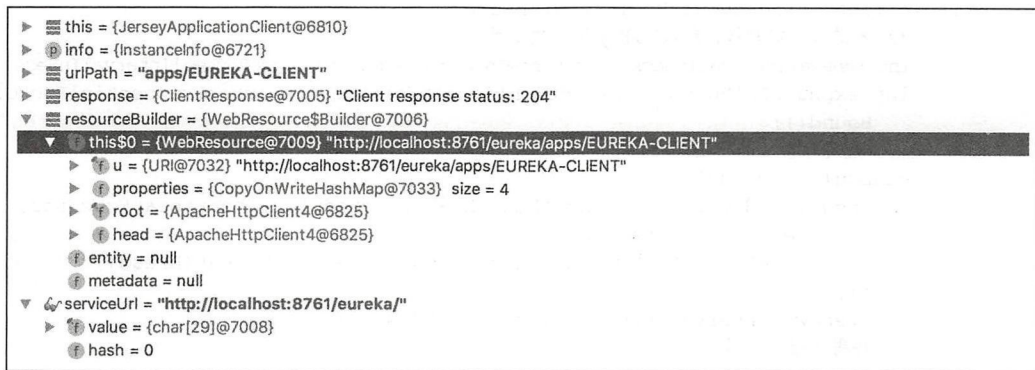 this = {JerseyApplicationClient@6810}
p info = {InstanceInfo@6721}
urlPath = "apps/EUREKA-CLIENT"
response = {ClientResponse@7005} "Client response status: 204"
resourceBuilder = {WebResource$Builder@7006}
f this$0 = {WebResource@7009} "http://localhost:8761/eureka/apps/EUREKA-CLIENT"
f u = {URI@7032} "http://localhost:8761/eureka/apps/EUREKA-CLIENT"
f properties = {CopyOnWriteHashMap@7033} size = 4
f root = {ApacheHttpClient4@6825}
f head = {ApacheHttpClient4@6825}
f entity = null
f metadata = null
serviceUrl = "http://localhost:8761/eureka/"
f value = {char[29]@7008}
f hash = 0